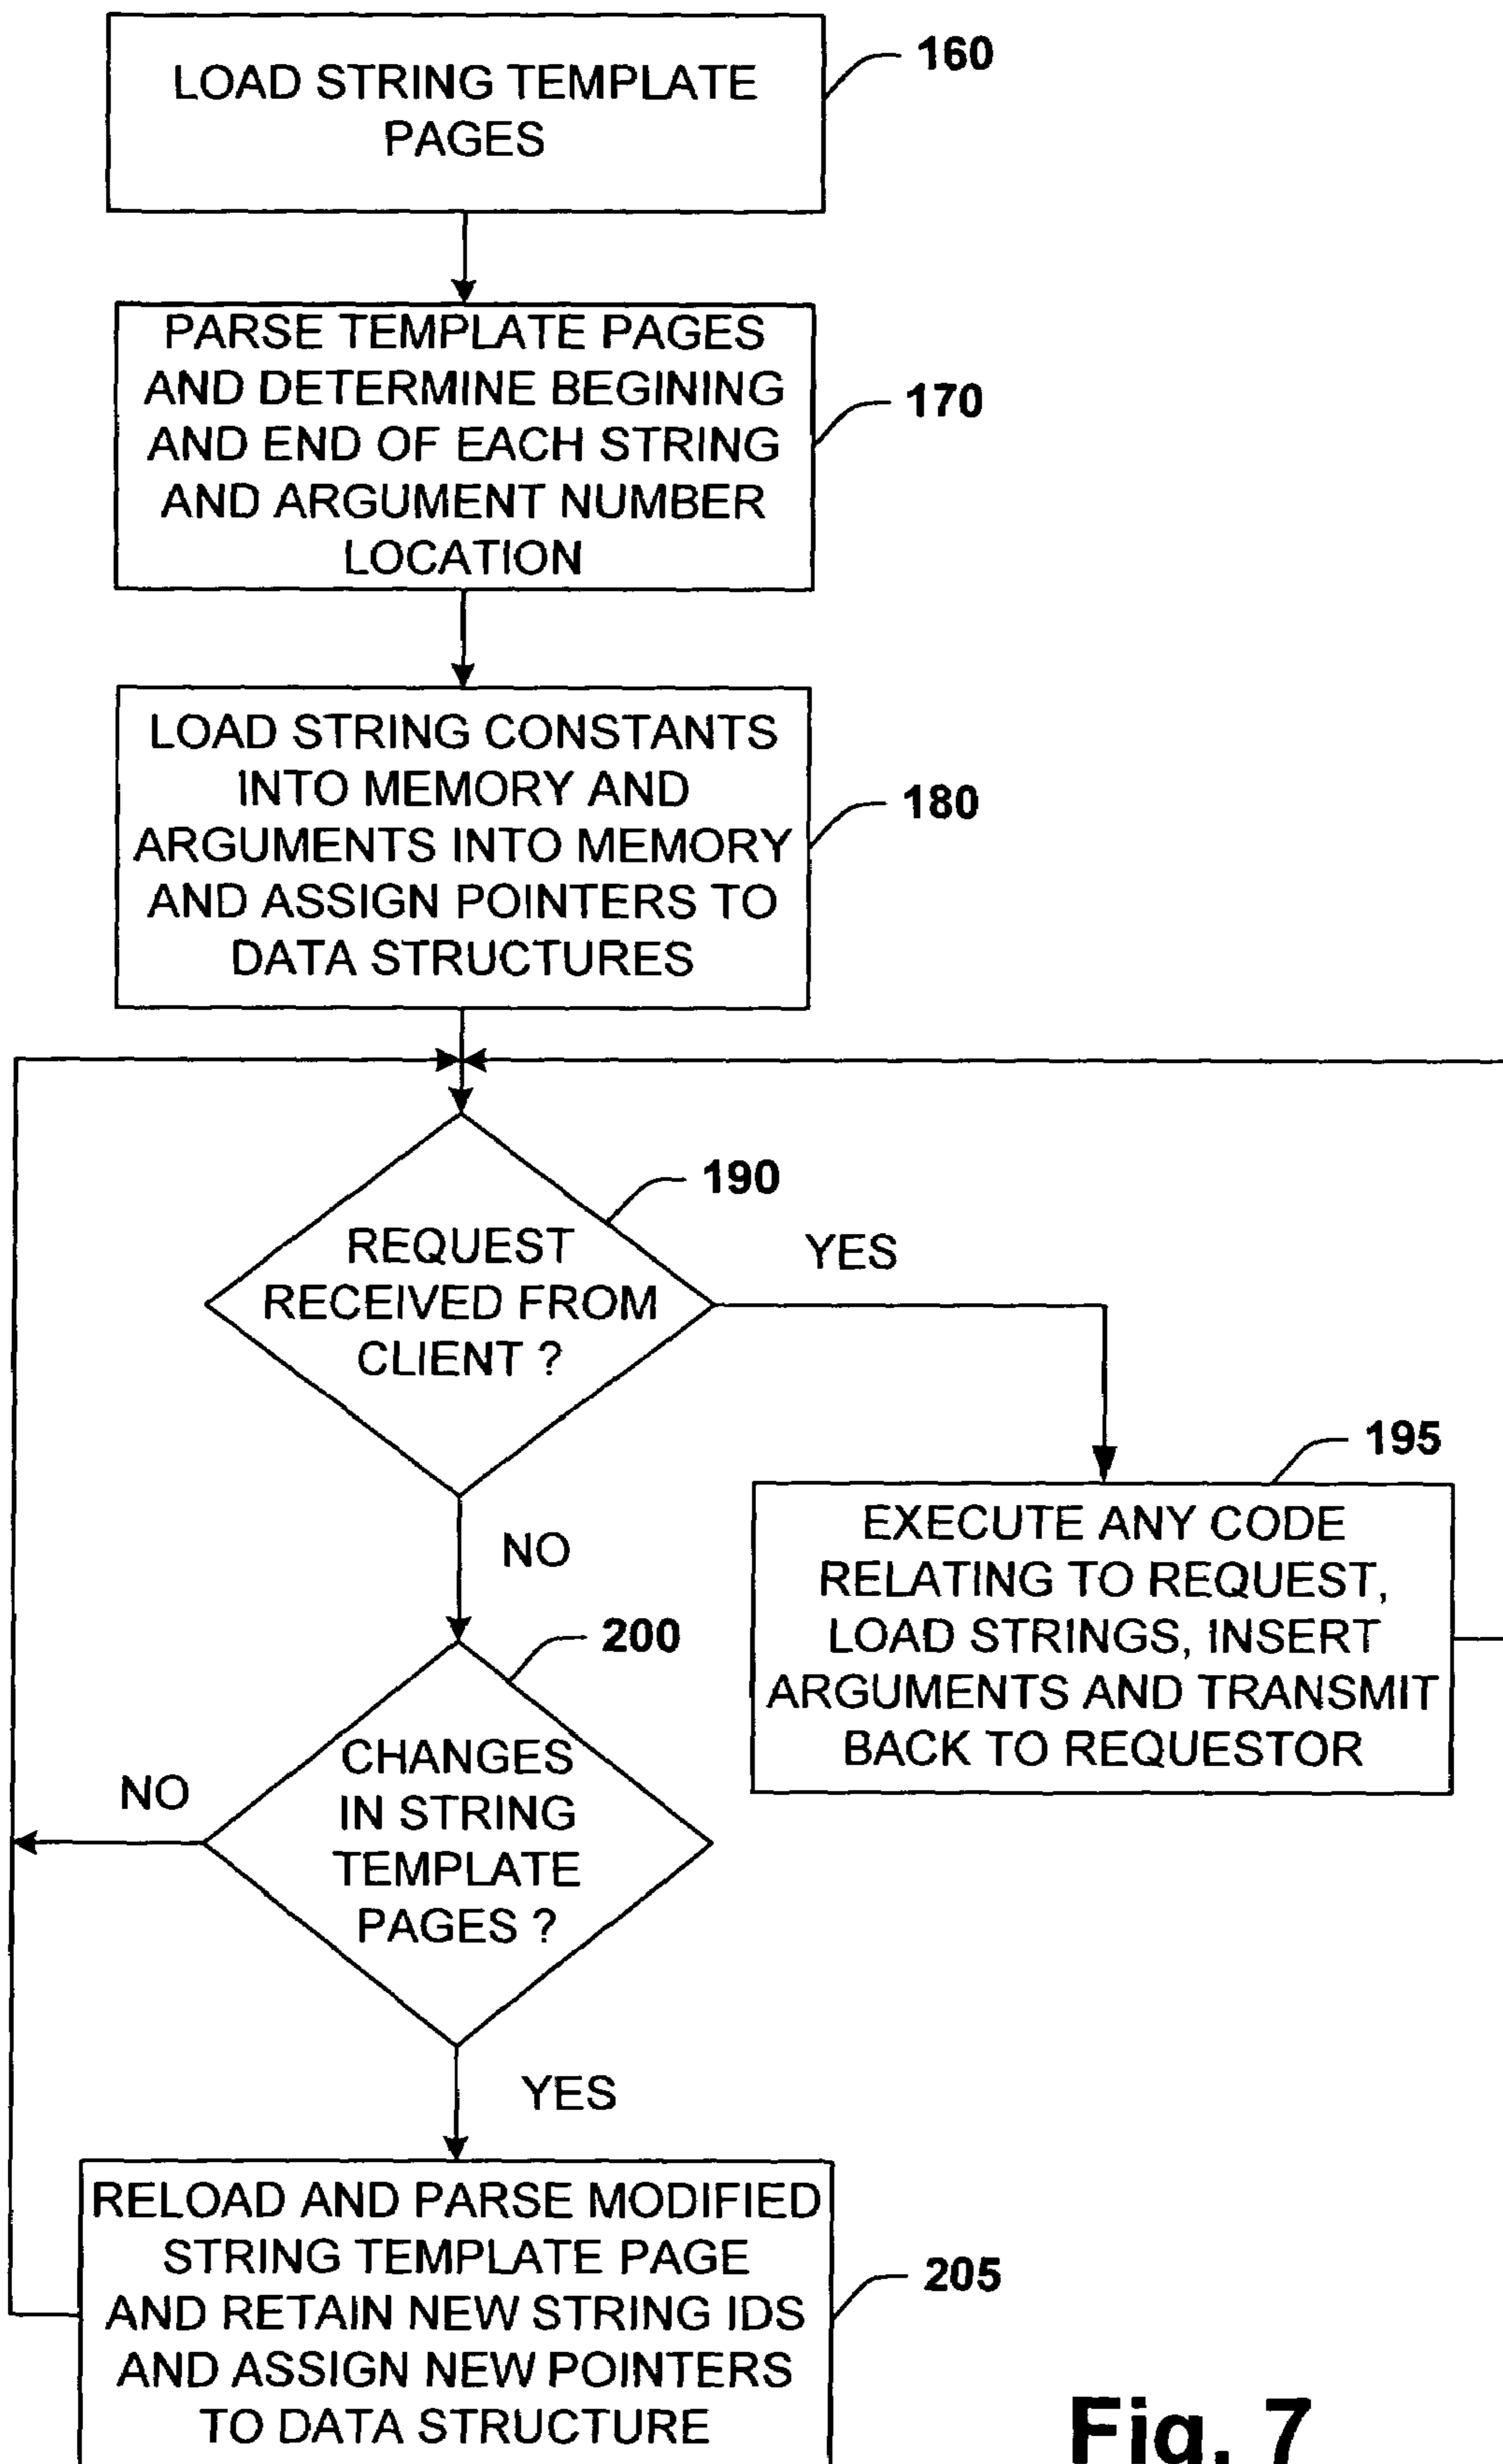 LOAD STRING TEMPLATE
PAGES
160
PARSE TEMPLATE PAGES
AND DETERMINE BEGINING
AND END OF EACH STRING
AND ARGUMENT NUMBER
LOCATION
170
LOAD STRING CONSTANTS
INTO MEMORY AND
ARGUMENTS INTO MEMORY
AND ASSIGN POINTERS TO
DATA STRUCTURES
180
190
REQUEST
RECEIVED FROM
CLIENT ?
YES
195
EXECUTE ANY CODE
RELATING TO REQUEST,
LOAD STRINGS, INSERT
ARGUMENTS AND TRANSMIT
BACK TO REQUESTOR
NO
200
CHANGES
IN STRING
TEMPLATE
PAGES ?
NO
YES
RELOAD AND PARSE MODIFIED
STRING TEMPLATE PAGE
AND RETAIN NEW STRING IDS
AND ASSIGN NEW POINTERS
TO DATA STRUCTURE
205
Fig. 7